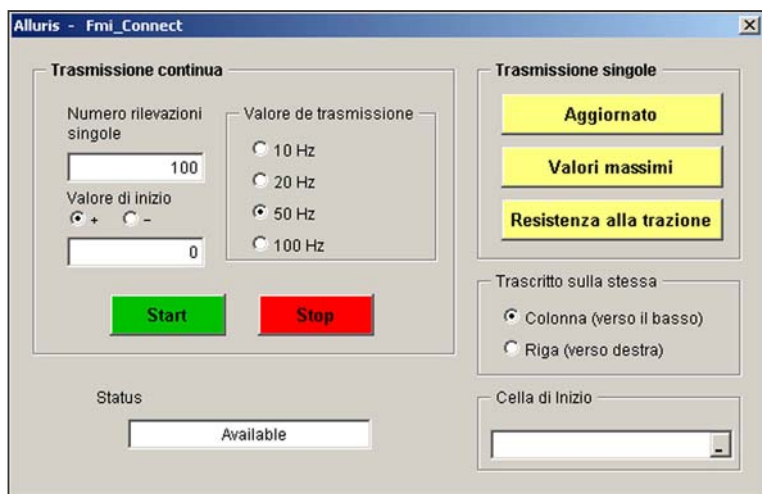 Alluris - Fmi_Connect
Trasmissione continua
Numero rilevazioni
singole
100
Valore di inizio
+ -
0
Valore de trasmissione
10 Hz
20 Hz
50 Hz
100 Hz
Start
Stop
Status
Available
Trasmissione singole
Aggiornato
Valori massimi
Resistenza alla trazione
Trascritto sulla stessa
Colonna (verso il basso)
Riga (verso destra)
Cella di Inizio